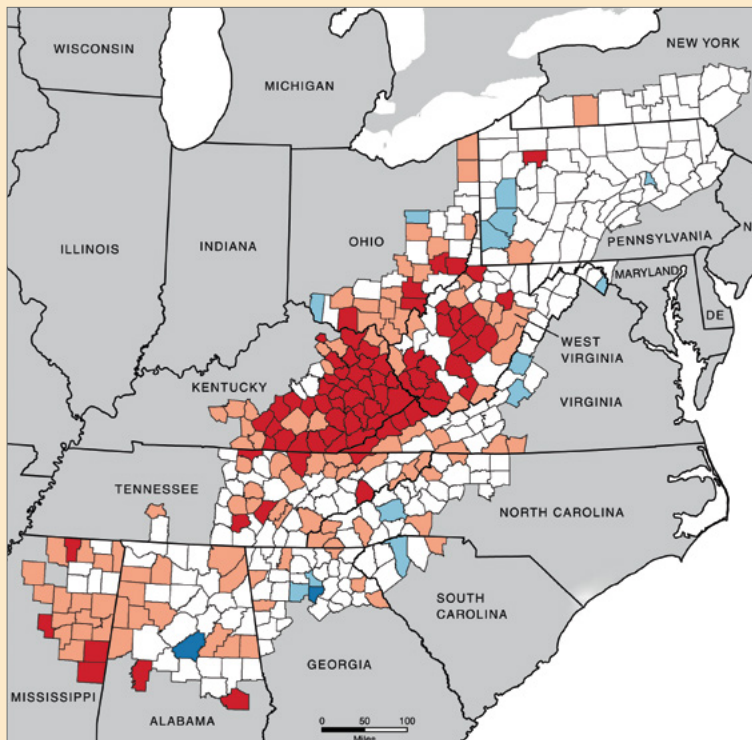 NEW YORK
WISCONSIN
MICHIGAN
PENNSYLVANIA
N
OHIO
ILLINOIS
INDIANA
MARYLAND
DE
WEST
VIRGINIA
KENTUCKY
VIRGINIA
TENNESSEE
NORTH CAROLINA
SOUTH
CAROLINA
GEORGIA
MISSISSIPPI
ALABAMA
0 50 100
Miles